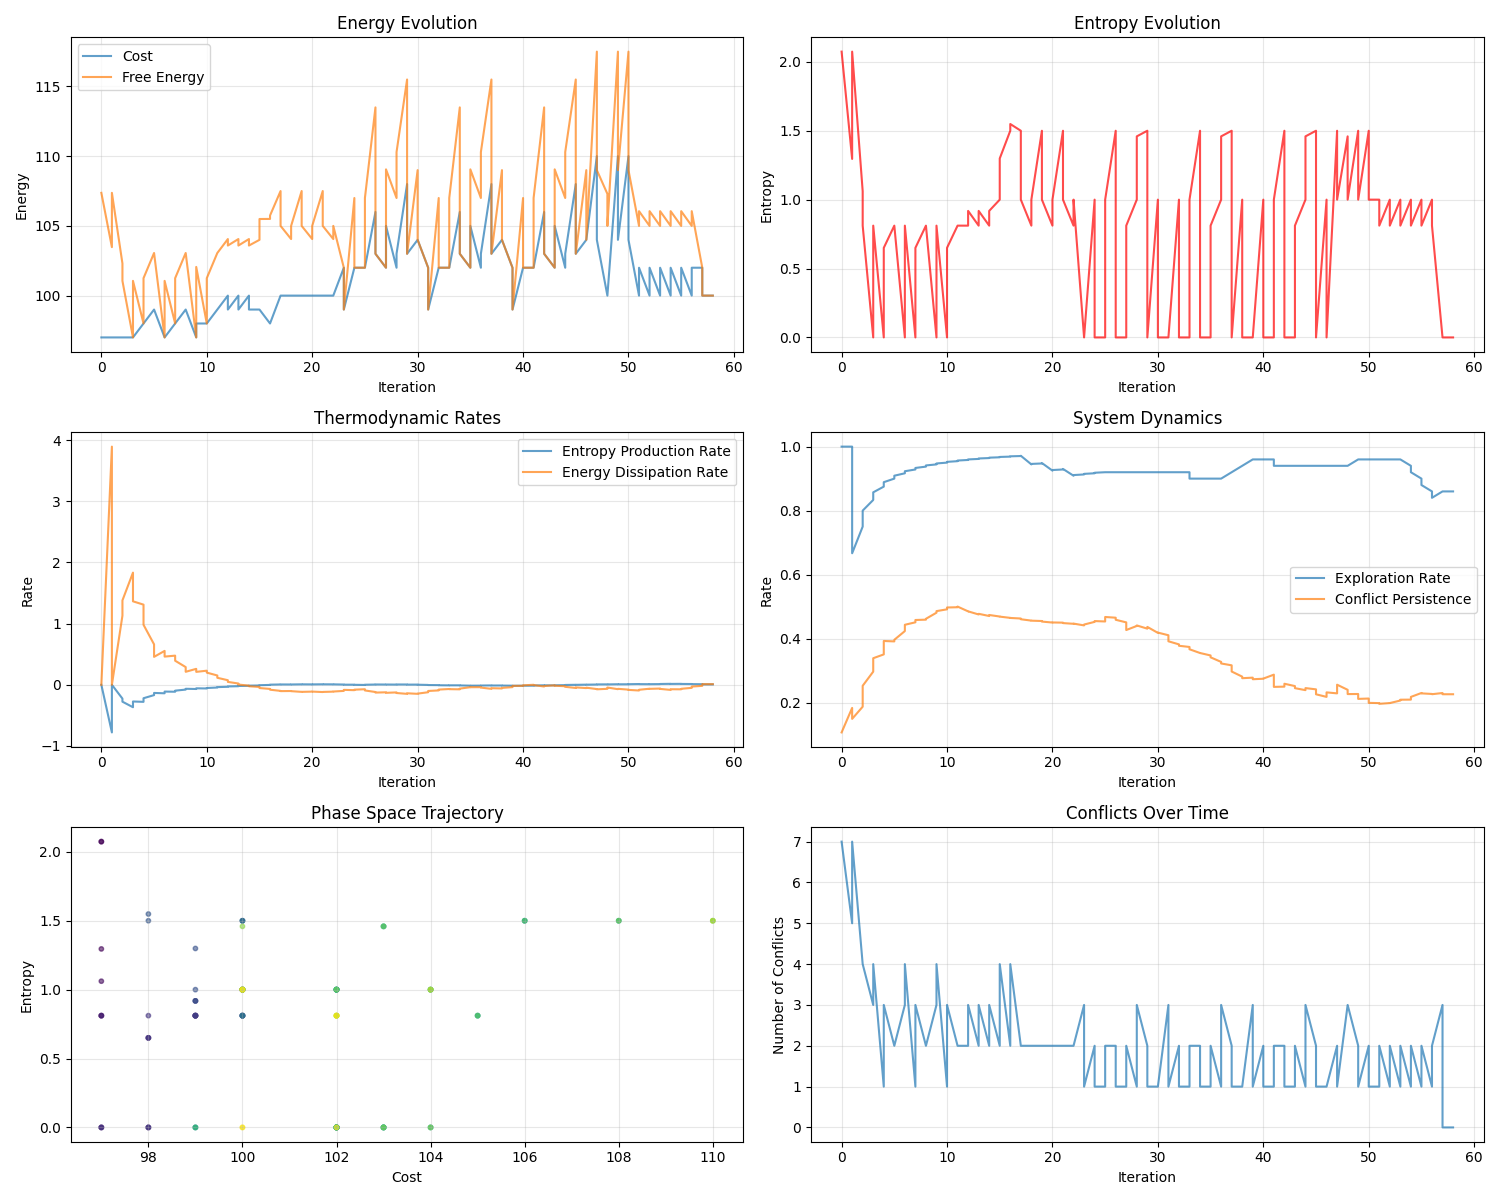 Energy Evolution
Cost
Free Energy
115
110
105
100
Energy
0 10 20 30 40 50 60
Iteration
Entropy Evolution
2.0
1.5
1.0
0.5
0.0
Entropy
0 10 20 30 40 50 60
Iteration
Thermodynamic Rates
Entropy Production Rate
Energy Dissipation Rate
4
3
2
1
0
−1
Rate
0 10 20 30 40 50 60
Iteration
System Dynamics
1.0
0.8
0.6
0.4
0.2
Rate
Exploration Rate
Conflict Persistence
0 10 20 30 40 50 60
Iteration
Phase Space Trajectory
2.0
1.5
1.0
0.5
0.0
Entropy
98 100 102 104 106 108 110
Cost
Conflicts Over Time
7
6
5
4
3
2
1
0
Number of Conflicts
0 10 20 30 40 50 60
Iteration